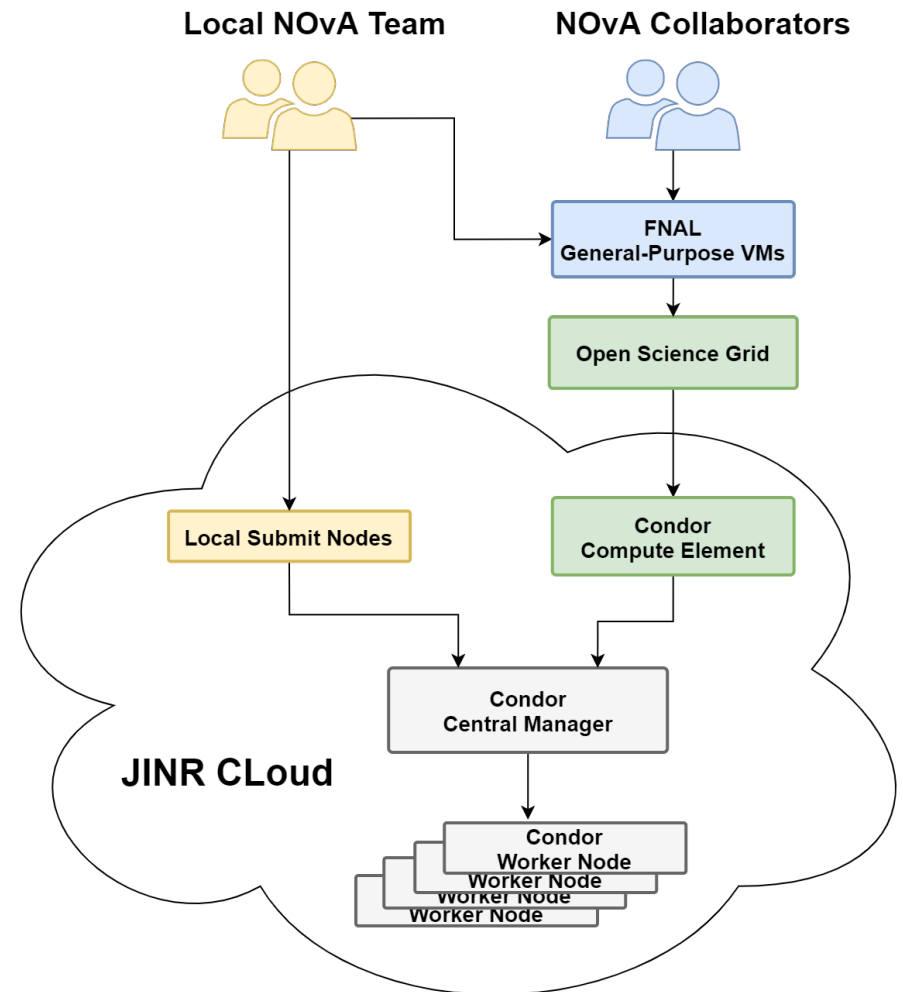 Local NOvA Team
NOvA Collaborators
FNAL
General-Purpose VMs
Open Science Grid
Local Submit Nodes
Condor
Compute Element
Condor
Central Manager
JINR CLoud
Condor
Worker Node
Worker Node
Worker Node
Worker Node